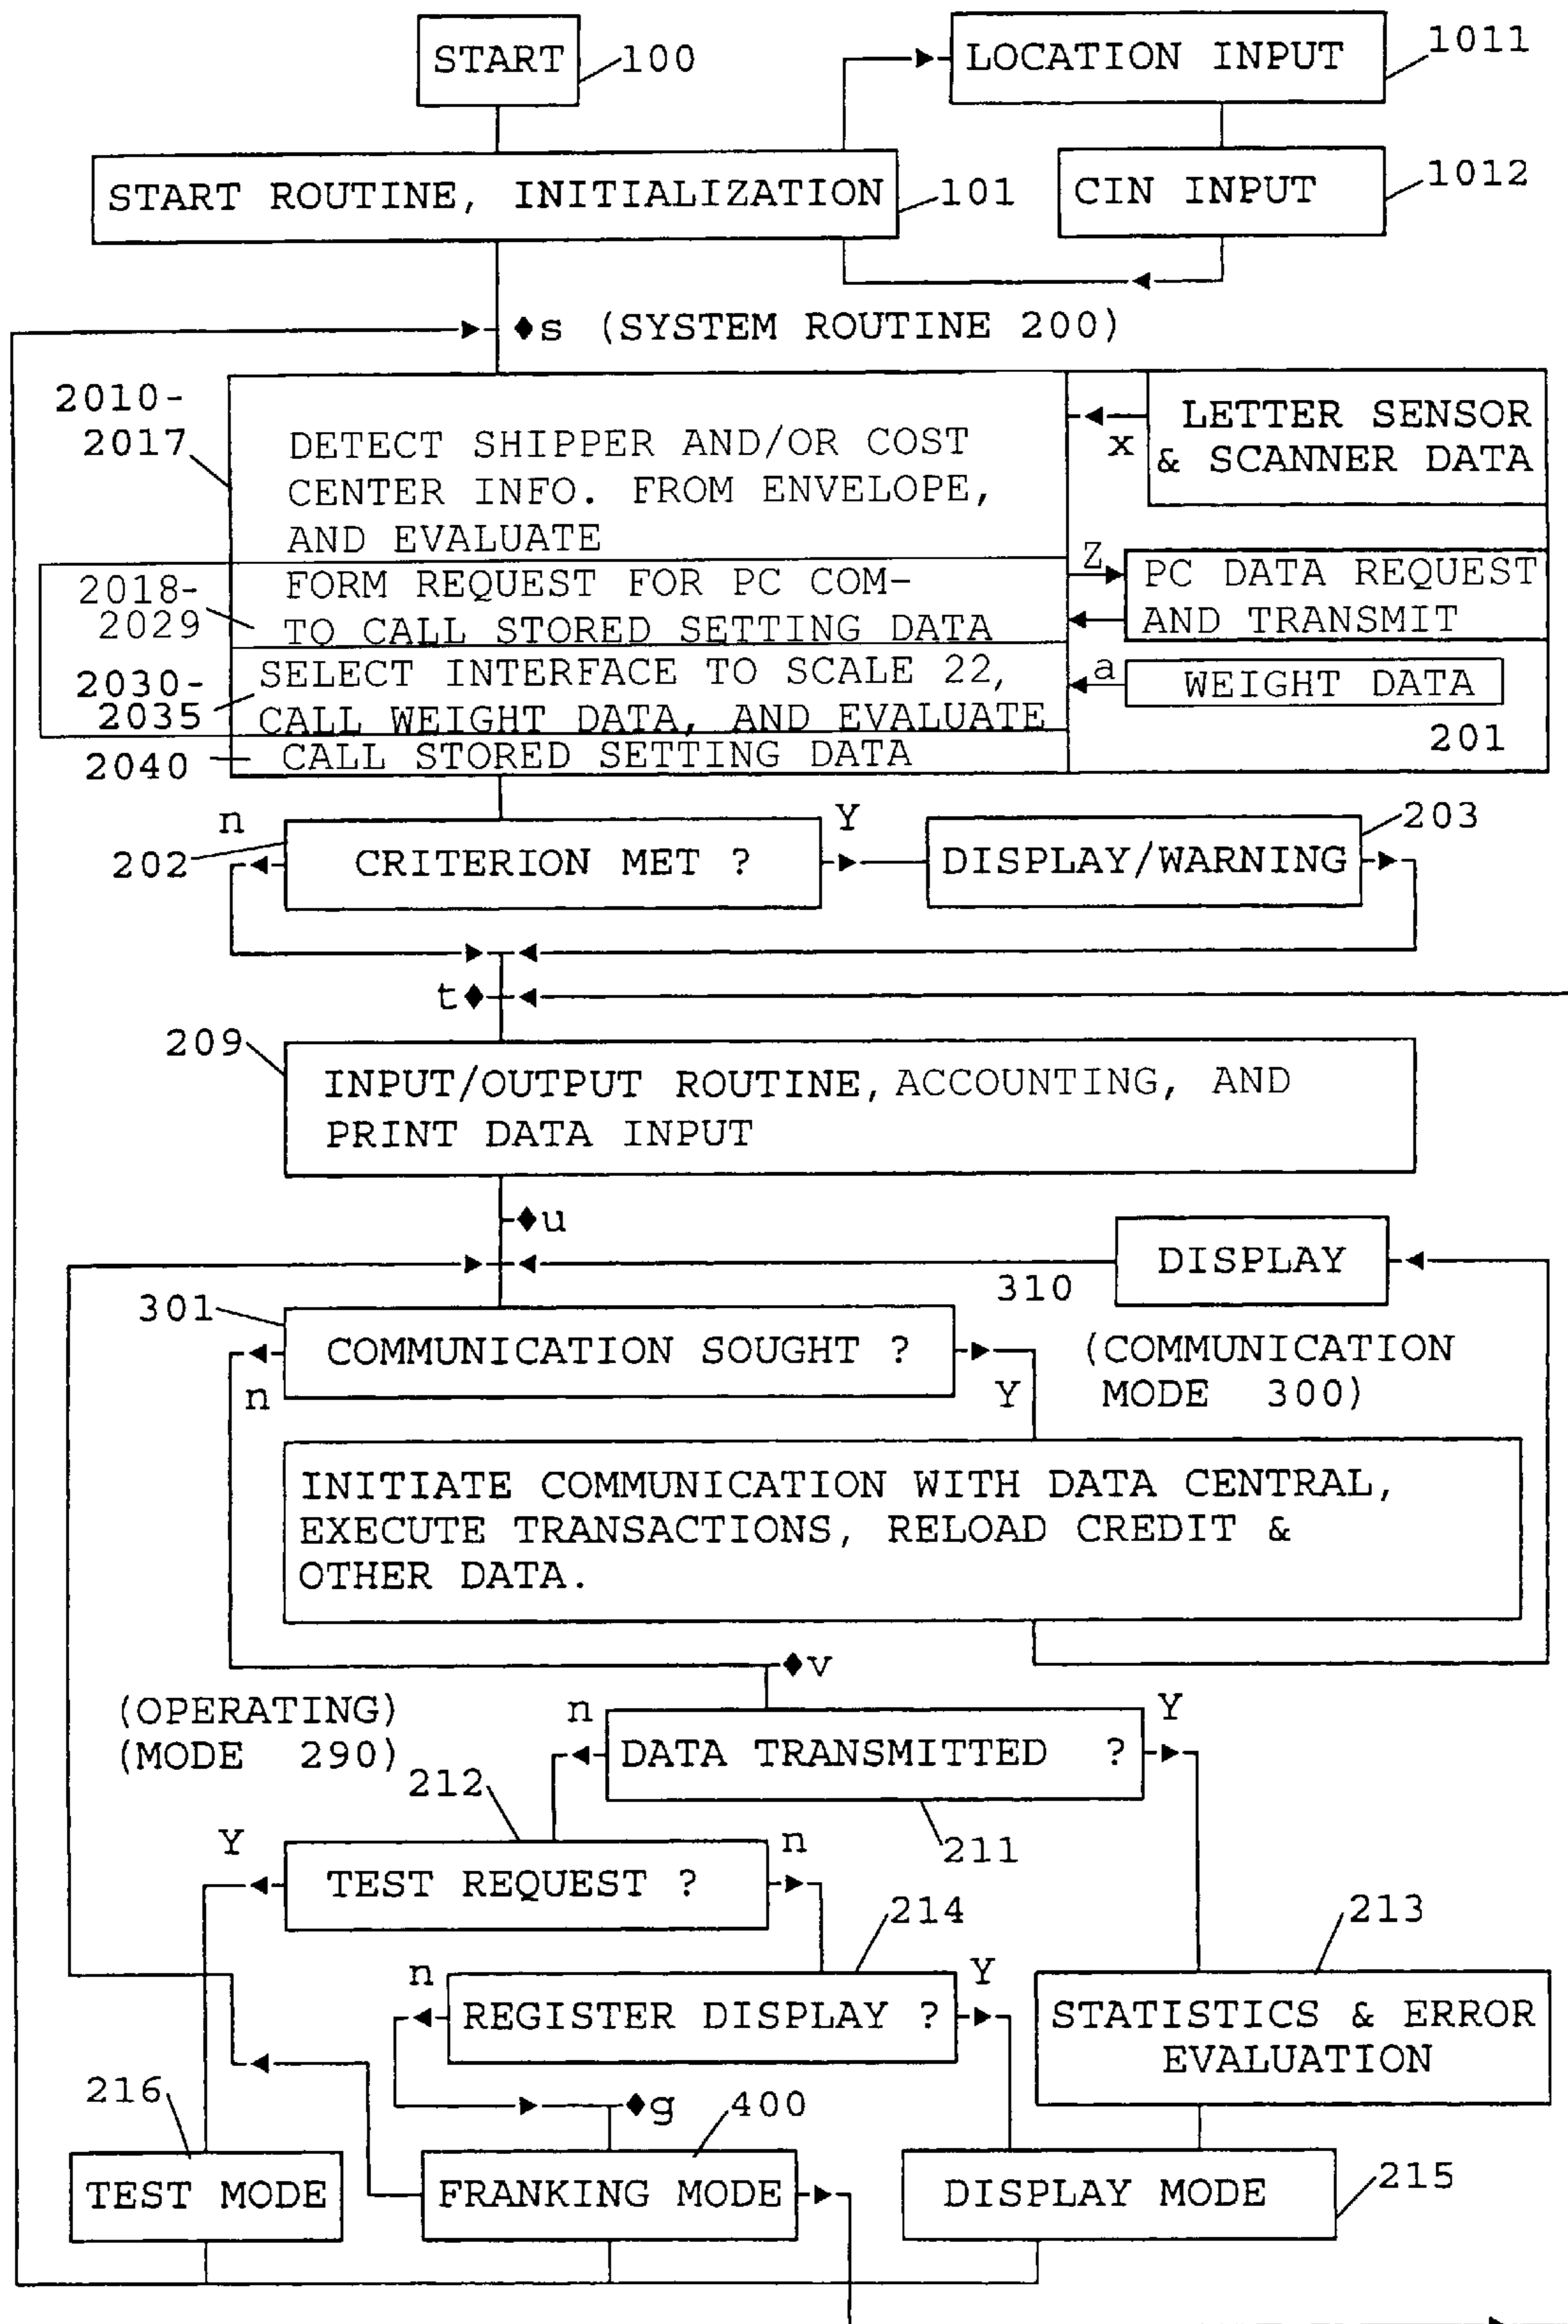 START
100
LOCATION INPUT
1011
START ROUTINE, INITIALIZATION
101
CIN INPUT
1012
s (SYSTEM ROUTINE 200)
2010-
2017
DETECT SHIPPER AND/OR COST
CENTER INFO. FROM ENVELOPE,
AND EVALUATE
x
LETTER SENSOR
& SCANNER DATA
2018-
2029
FORM REQUEST FOR PC COM-
TO CALL STORED SETTING DATA
Z
PC DATA REQUEST
AND TRANSMIT
2030-
2035
SELECT INTERFACE TO SCALE 22,
CALL WEIGHT DATA, AND EVALUATE
a
WEIGHT DATA
201
2040
CALL STORED SETTING DATA
n
202
CRITERION MET ?
Y
DISPLAY/WARNING
203
t
209
INPUT/OUTPUT ROUTINE, ACCOUNTING, AND
PRINT DATA INPUT
u
DISPLAY
310
301
COMMUNICATION SOUGHT ?
n
Y
(COMMUNICATION
MODE 300)
INITIATE COMMUNICATION WITH DATA CENTRAL,
EXECUTE TRANSACTIONS, RELOAD CREDIT &
OTHER DATA.
v
(OPERATING)
(MODE 290)
n
DATA TRANSMITTED ?
Y
211
212
Y
TEST REQUEST ?
n
214
213
n
REGISTER DISPLAY ?
Y
STATISTICS & ERROR
EVALUATION
216
g
400
TEST MODE
FRANKING MODE
DISPLAY MODE
215